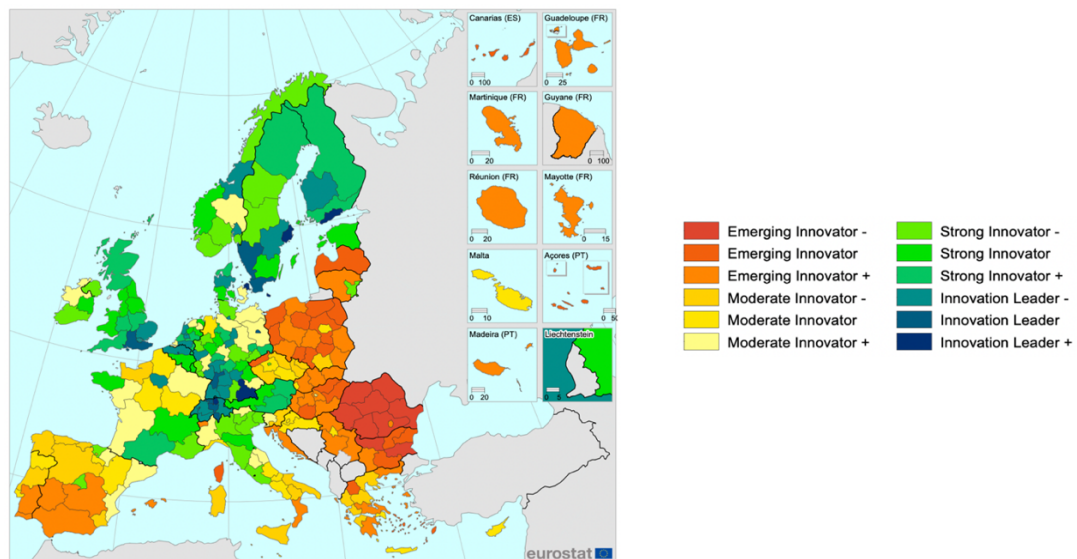 Canarias (ES)
0 100
Guadeloupe (FR)
0 25
Martinique (FR)
0 20
Guyane (FR)
0 100
Réunion (FR)
0 20
Mayotte (FR)
0 15
Malta
0 10
Açores (PT)
0 50
Madeira (PT)
0 20
Liechtenstein
0 5
eurostat
Emerging Innovator -
Emerging Innovator
Emerging Innovator +
Moderate Innovator -
Moderate Innovator
Moderate Innovator +
Strong Innovator -
Strong Innovator
Strong Innovator +
Innovation Leader -
Innovation Leader
Innovation Leader +